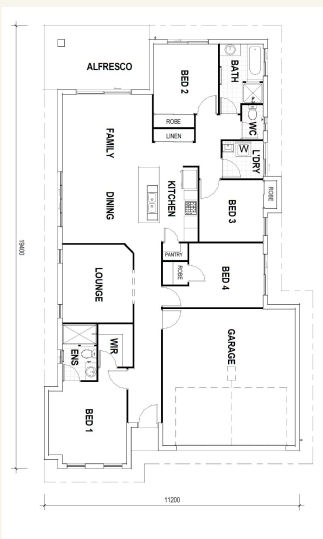 ALFRESCO
BED 2
BATH
ROBE
LINEN
WC
W
L'DRY
FAMILY
DINING
KITCHEN
BED 3
ROBE
PANTRY
ROBE
BED 4
LOUNGE
GARAGE
ENS
WIR
BED 1
19400
11200